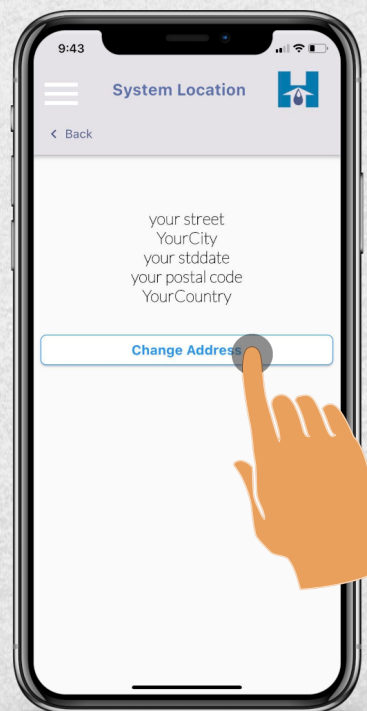 9:43
System Location
< Back
your street
YourCity
your stddate
your postal code
YourCountry
Change Address